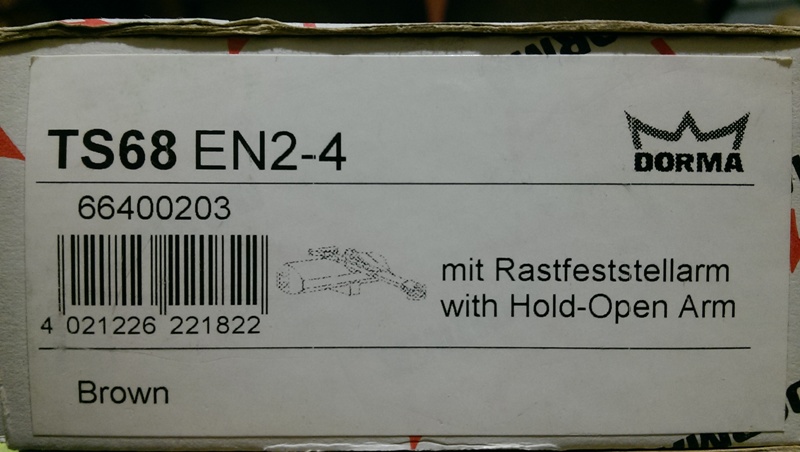 TS68 EN2-4
DORMA
66400203
4 021226 221822
mit Rastfeststellarm
with Hold-Open Arm
Brown